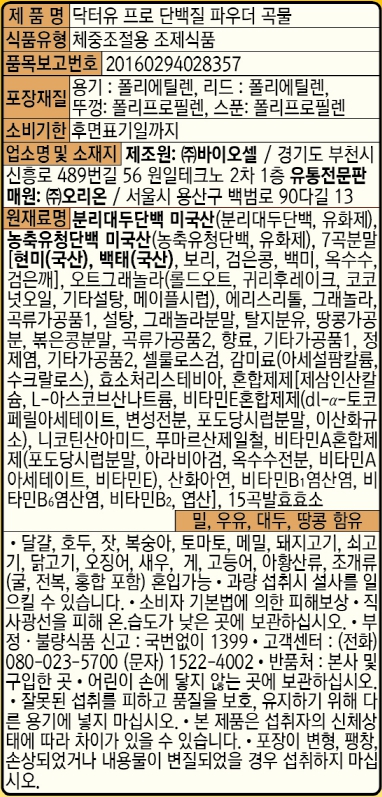 제 품 명 닥터유 프로 단백질 파우더 곡물
식품유형 체중조절용 조제식품
품목보고번호 20160294028357
포장재질 용기 : 폴리에틸렌, 리드 : 폴리에틸렌,
뚜껑: 폴리프로필렌, 스푼: 폴리프로필렌
소비기한 후면표기일까지
업소명 및 소재지 제조원: ㈜바이오셀 / 경기도 부천시
신흥로 489번길 56 원일테크노 2차 1층 유통전문판
매원: ㈜오리온 / 서울시 용산구 백범로 90다길 13
원재료명 분리대두단백 미국산(분리대두단백, 유화제),
농축유청단백 미국산(농축유청단백, 유화제), 7곡분말
[현미(국산), 백태(국산), 보리, 검은콩, 백미, 옥수수,
검은깨], 오트그래놀라(롤드오트, 귀리후레이크, 코코
넛오일, 기타설탕, 메이플시럽), 에리스리톨, 그래놀라,
곡류가공품1, 설탕, 그래놀라분말, 탈지분유, 땅콩가공
분, 볶은콩분말, 곡류가공품2, 향료, 기타가공품1, 정
제염, 기타가공품2, 셀룰로스검, 감미료(아세설팜칼륨,
수크랄로스), 효소처리스테비아, 혼합제제[제삼인산칼
슘, L-아스코브산나트륨, 비타민E혼합제제(dl-α-토코
페릴아세테이트, 변성전분, 포도당시럽분말, 이산화규
소), 니코틴산아미드, 푸마르산제일철, 비타민A혼합제
제(포도당시럽분말, 아라비아검, 옥수수전분, 비타민A
아세테이트, 비타민E), 산화아연, 비타민B₁염산염, 비
타민B₆염산염, 비타민B₂, 엽산], 15곡발효효소
밀, 우유, 대두, 땅콩 함유
• 달걀, 호두, 잣, 복숭아, 토마토, 메밀, 돼지고기, 쇠고
기, 닭고기, 오징어, 새우, 게, 고등어, 아황산류, 조개류
(굴, 전복, 홍합 포함) 혼입가능 • 과량 섭취시 설사를 일
으킬 수 있습니다. • 소비자 기본법에 의한 피해보상 • 직
사광선을 피해 온.습도가 낮은 곳에 보관하십시오. • 부
정 · 불량식품 신고 : 국번없이 1399 • 고객센터 : (전화)
080-023-5700 (문자) 1522-4002 • 반품처 : 본사 및
구입한 곳 • 어린이 손에 닿지 않는 곳에 보관하십시오.
• 잘못된 섭취를 피하고 품질을 보호, 유지하기 위해 다
른 용기에 넣지 마십시오. • 본 제품은 섭취자의 신체상
태에 따라 차이가 있을 수 있습니다. • 포장이 변형, 팽창,
손상되었거나 내용물이 변질되었을 경우 섭취하지 마십
시오.